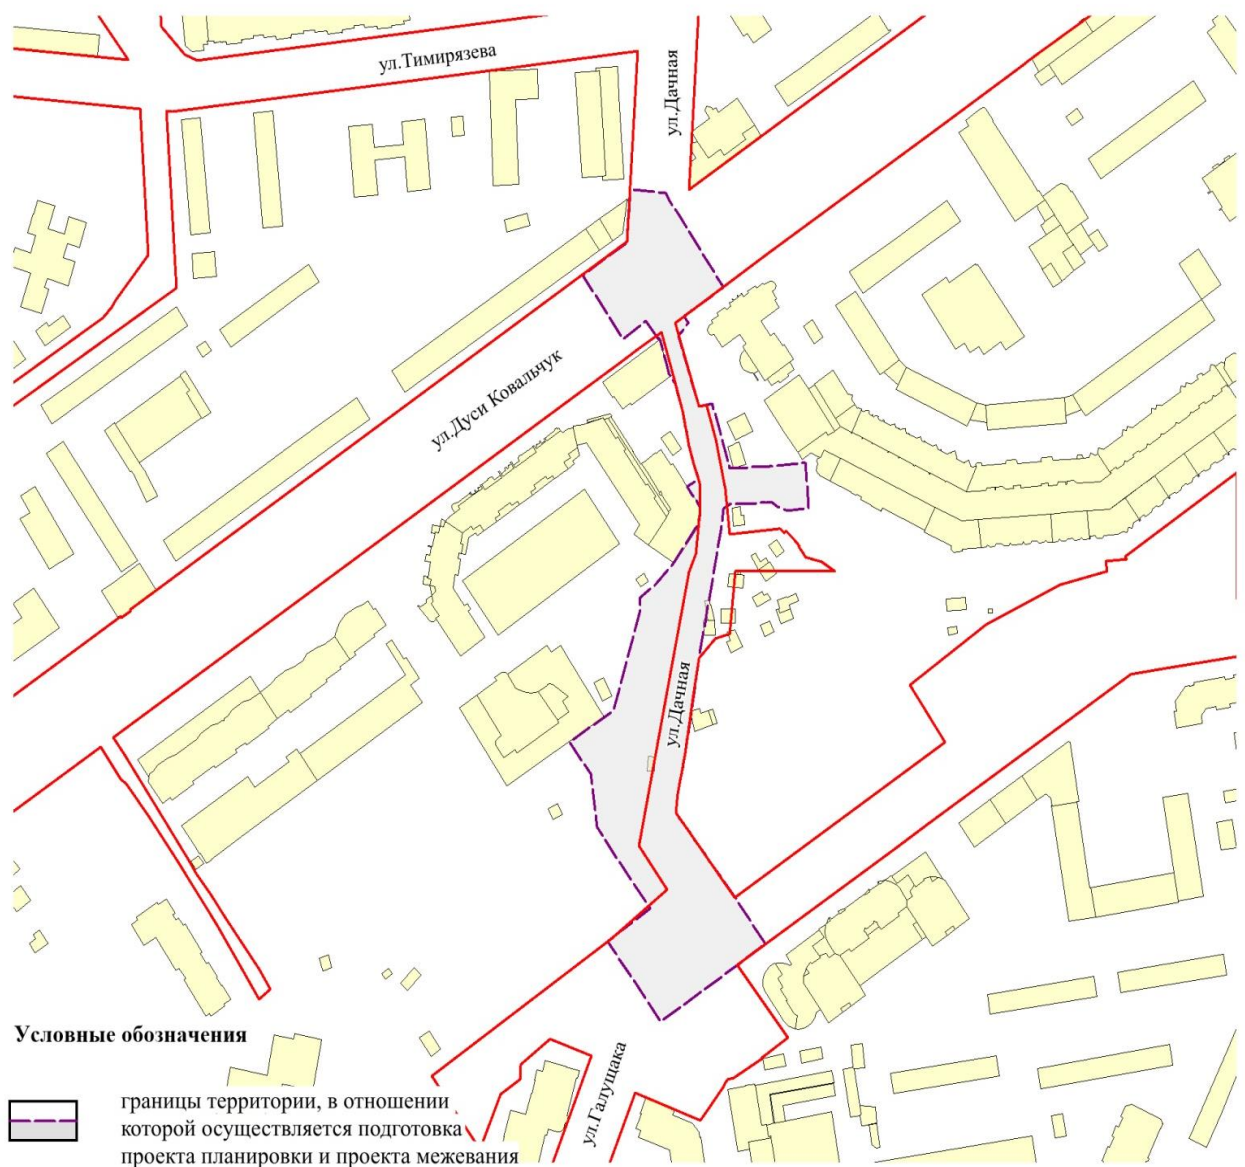 ул.Тимирязева
ул.Дачная
ул.Дуси Ковальчук
ул.Дачная
Условные обозначения
границы территории, в отношении
которой осуществляется подготовка
проекта планировки и проекта межевания
ул.Галущака